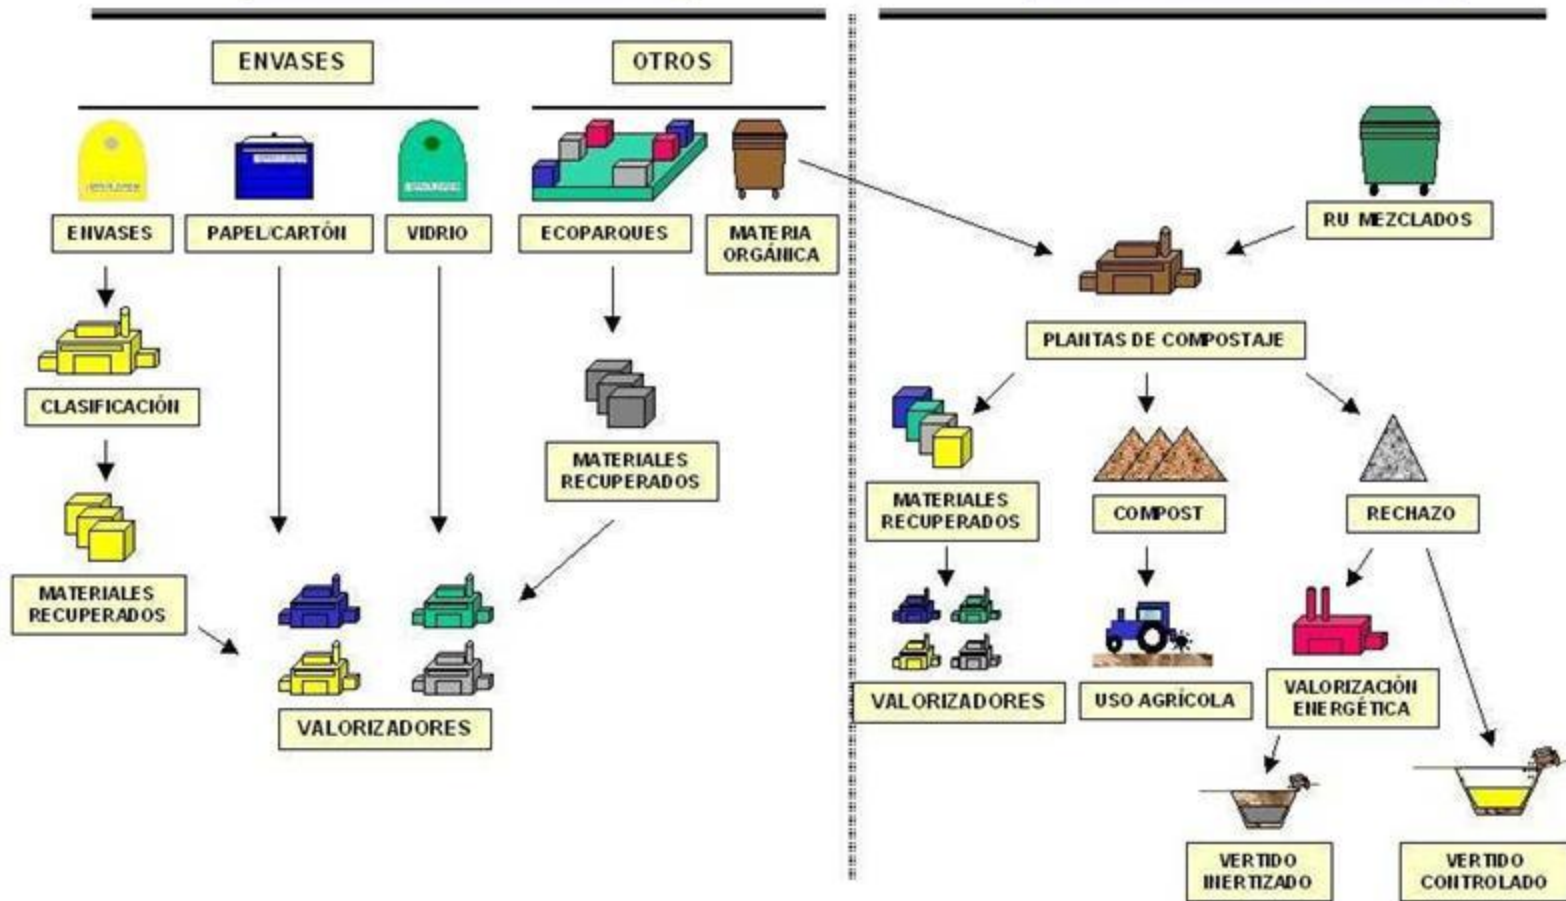 ENVASES
OTROS
ENVASES
PAPEL/CARTÓN
VIDRIO
ECOPARQUES
MATERIA
ORGÁNICA
RU MEZCLADOS
PLANTAS DE COMPOSTAJE
CLASIFICACIÓN
MATERIALES
RECUPERADOS
MATERIALES
RECUPERADOS
COMPOST
RECHAZO
MATERIALES
RECUPERADOS
VALORIZADORES
VALORIZADORES
USO AGRÍCOLA
VALORIZACIÓN
ENERGÉTICA
VERTIDO
INERTIZADO
VERTIDO
CONTROLADO